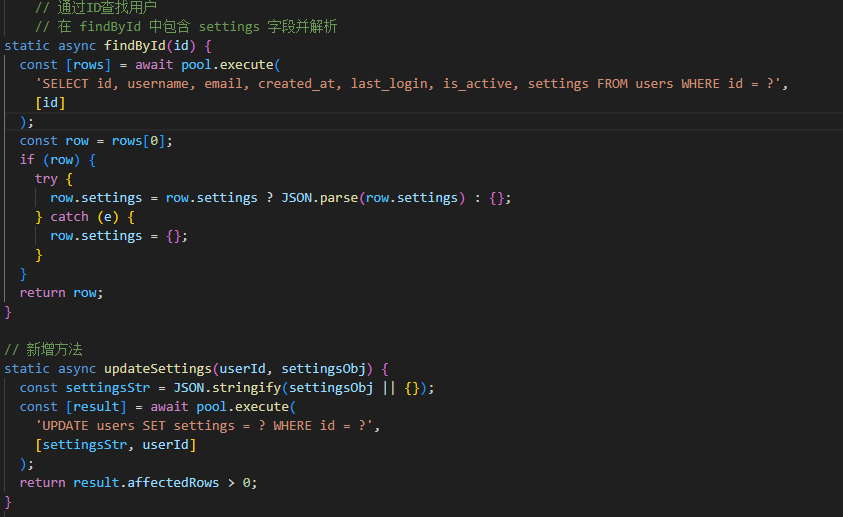 // 通过ID查找用户
// 在 findById 中包含 settings 字段并解析
static async findById(id) {
const [rows] = await pool.execute(
'SELECT id, username, email, created_at, last_login, is_active, settings FROM users WHERE id = ?',
[id]
);
const row = rows[0];
if (row) {
try {
row.settings = row.settings ? JSON.parse(row.settings) : {};
} catch (e) {
row.settings = {};
}
}
return row;
}
// 新增方法
static async updateSettings(userId, settingsObj) {
const settingsStr = JSON.stringify(settingsObj || {});
const [result] = await pool.execute(
'UPDATE users SET settings = ? WHERE id = ?',
[settingsStr, userId]
);
return result.affectedRows > 0;
}